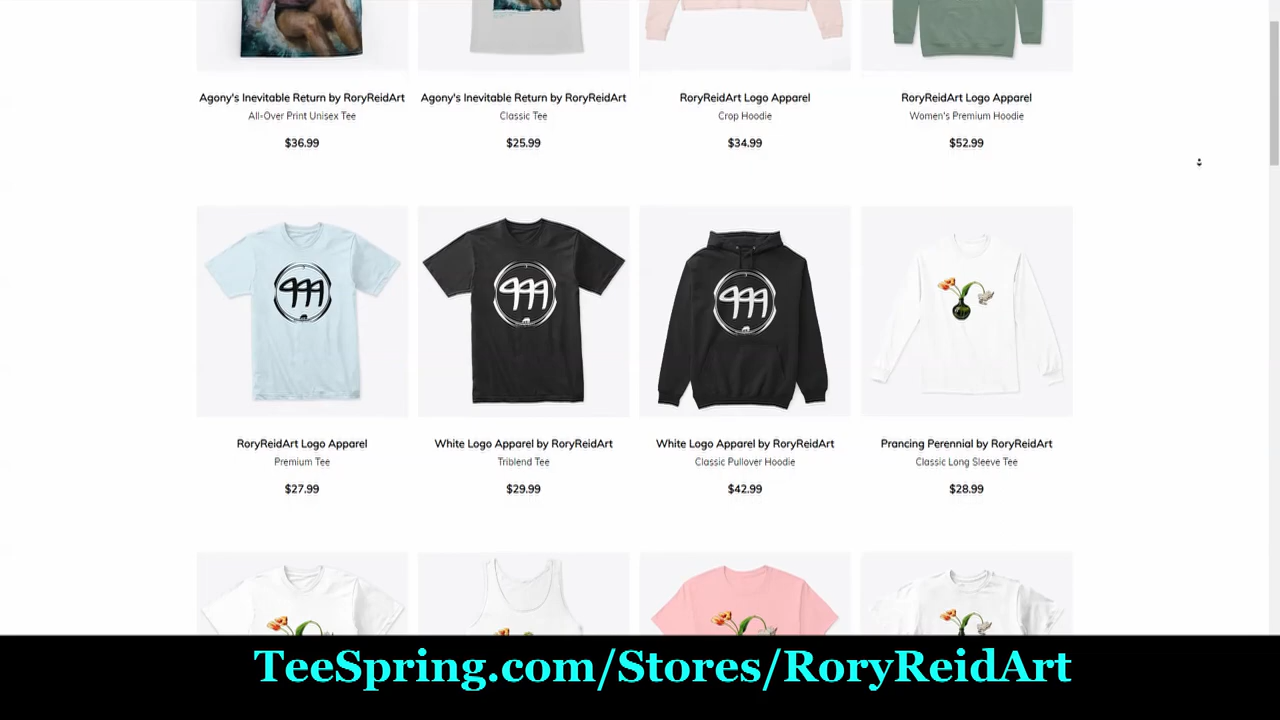 Agony's Inevitable Return by RoryReidArt
All-Over Print Unisex Tee
$36.99
Agony's Inevitable Return by RoryReidArt
Classic Tee
$25.99
RoryReidArt Logo Apparel
Crop Hoodie
$34.99
RoryReidArt Logo Apparel
Women's Premium Hoodie
$52.99
RoryReidArt Logo Apparel
Premium Tee
$27.99
White Logo Apparel by RoryReidArt
Triblend Tee
$29.99
White Logo Apparel by RoryReidArt
Classic Pullover Hoodie
$42.99
Prancing Perennial by RoryReidArt
Classic Long Sleeve Tee
$28.99
TeeSpring.com/Stores/RoryReidArt